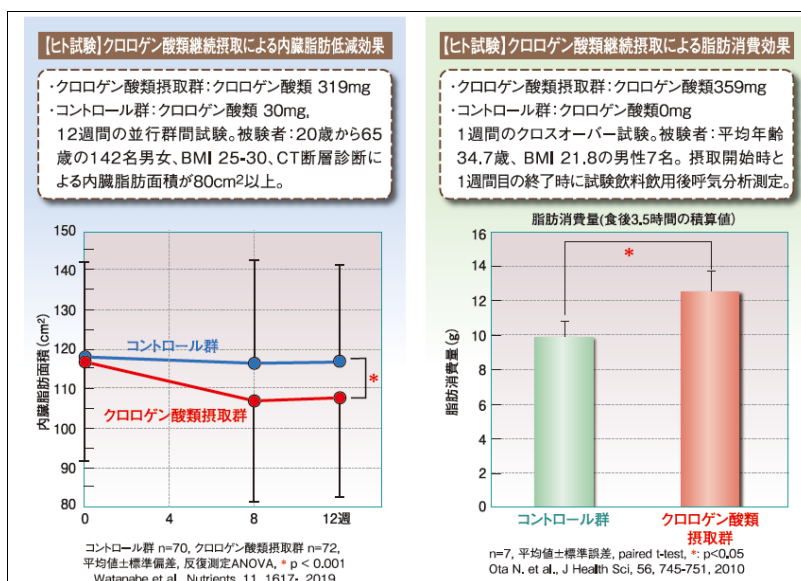 【ヒト試験】クロロゲン酸類継続摂取による内臓脂肪低減効果
・クロロゲン酸類摂取群：クロロゲン酸類 319mg
・コントロール群：クロロゲン酸類 30mg,
12週間の並行群間試験。被験者：20歳から65
歳の142名男女、BMI 25-30、CT断層診断に
よる内臓脂肪面積が80cm²以上。
内臓脂肪面積（cm²）
150
140
130
120
110
100
90
80
コントロール群
*
クロロゲン酸類摂取群
0
4
8
12週
コントロール群 n=70, クロロゲン酸類摂取群 n=72,
平均値±標準偏差, 反復測定ANOVA, * p < 0.001
Watanabe et al., Nutrients, 11, 1617-, 2019
【ヒト試験】クロロゲン酸類継続摂取による脂肪消費効果
・クロロゲン酸類摂取群：クロロゲン酸類359mg
・コントロール群：クロロゲン酸類0mg
1週間のクロスオーバー試験。被験者：平均年齢
34.7歳、BMI 21.8の男性7名。摂取開始時と
1週間目の終了時に試験飲料飲用後呼気分析測定。
脂肪消費量（食後3.5時間の積算値）
脂肪消費量（g）
16
14
12
10
8
6
4
2
0
*
コントロール群
クロロゲン酸類
摂取群
n=7, 平均値±標準誤差, paired t-test, *: p<0.05
Ota N. et al., J Health Sci, 56, 745-751, 2010